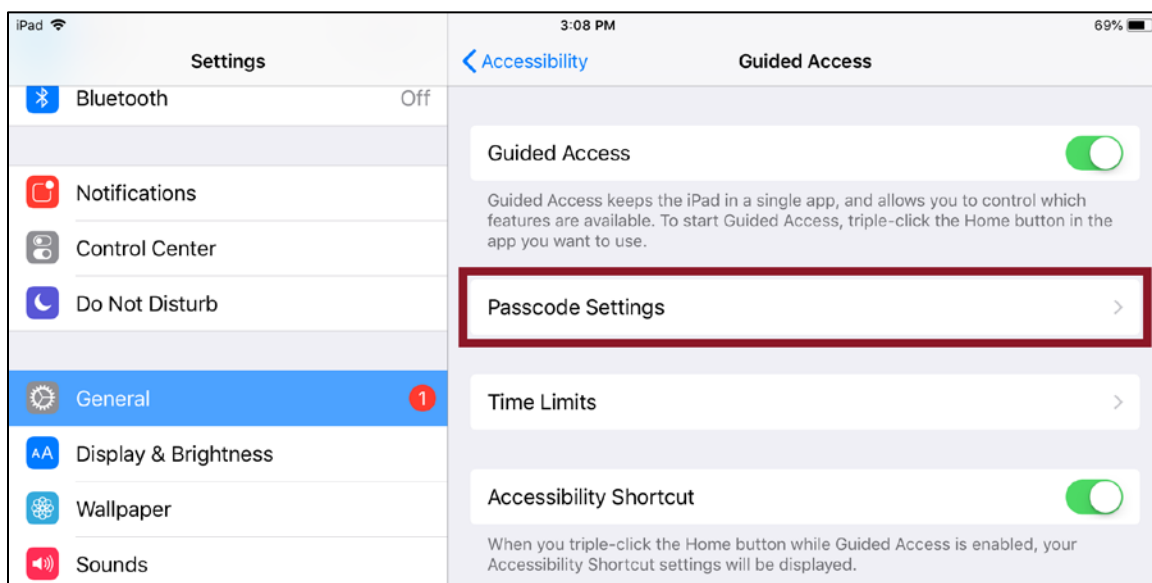 iPad 3:08 PM 69%
Settings
Bluetooth Off
Notifications
Control Center
Do Not Disturb
General 1
AA Display & Brightness
Wallpaper
Sounds
Accessibility Guided Access
Guided Access
Guided Access keeps the iPad in a single app, and allows you to control which
features are available. To start Guided Access, triple-click the Home button in the
app you want to use.
Passcode Settings
Time Limits
Accessibility Shortcut
When you triple-click the Home button while Guided Access is enabled, your
Accessibility Shortcut settings will be displayed.